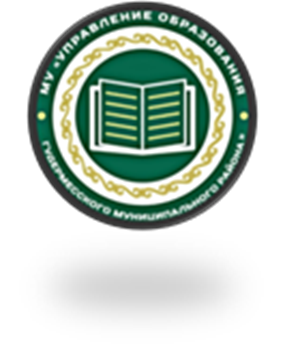 МУ «УПРАВЛЕНИЕ ОБРАЗОВАНИЯ
ГУДЕРМЕССКОГО МУНИЦИПАЛЬНОГО РАЙОНА»